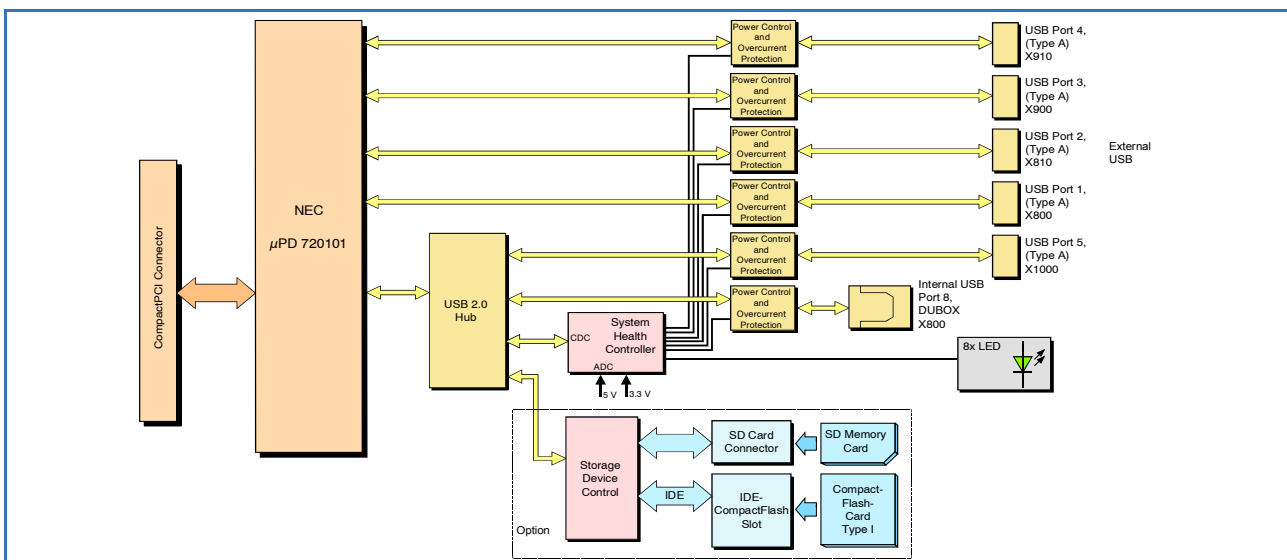 Power Control
and
Overcurrent
Protection
USB Port 4,
(Type A)
X910
Power Control
and
Overcurrent
Protection
USB Port 3,
(Type A)
X900
Power Control
and
Overcurrent
Protection
USB Port 2,
(Type A)
X810
External
USB
Power Control
and
Overcurrent
Protection
USB Port 1,
(Type A)
X800
Power Control
and
Overcurrent
Protection
USB Port 5,
(Type A)
X1000
Power Control
and
Overcurrent
Protection
Internal USB
Port 8,
DUBOX
X800
CompactPCI Connector
NEC
µPD 720101
USB 2.0
Hub
System
Health
Controller
CDC
ADC
5 V
3.3 V
8x LED
Storage
Device
Control
SD Card
Connector
SD Memory
Card
IDE
IDE-
CompactFlash
Slot
Compact-
Flash-
Card
Type I
Option